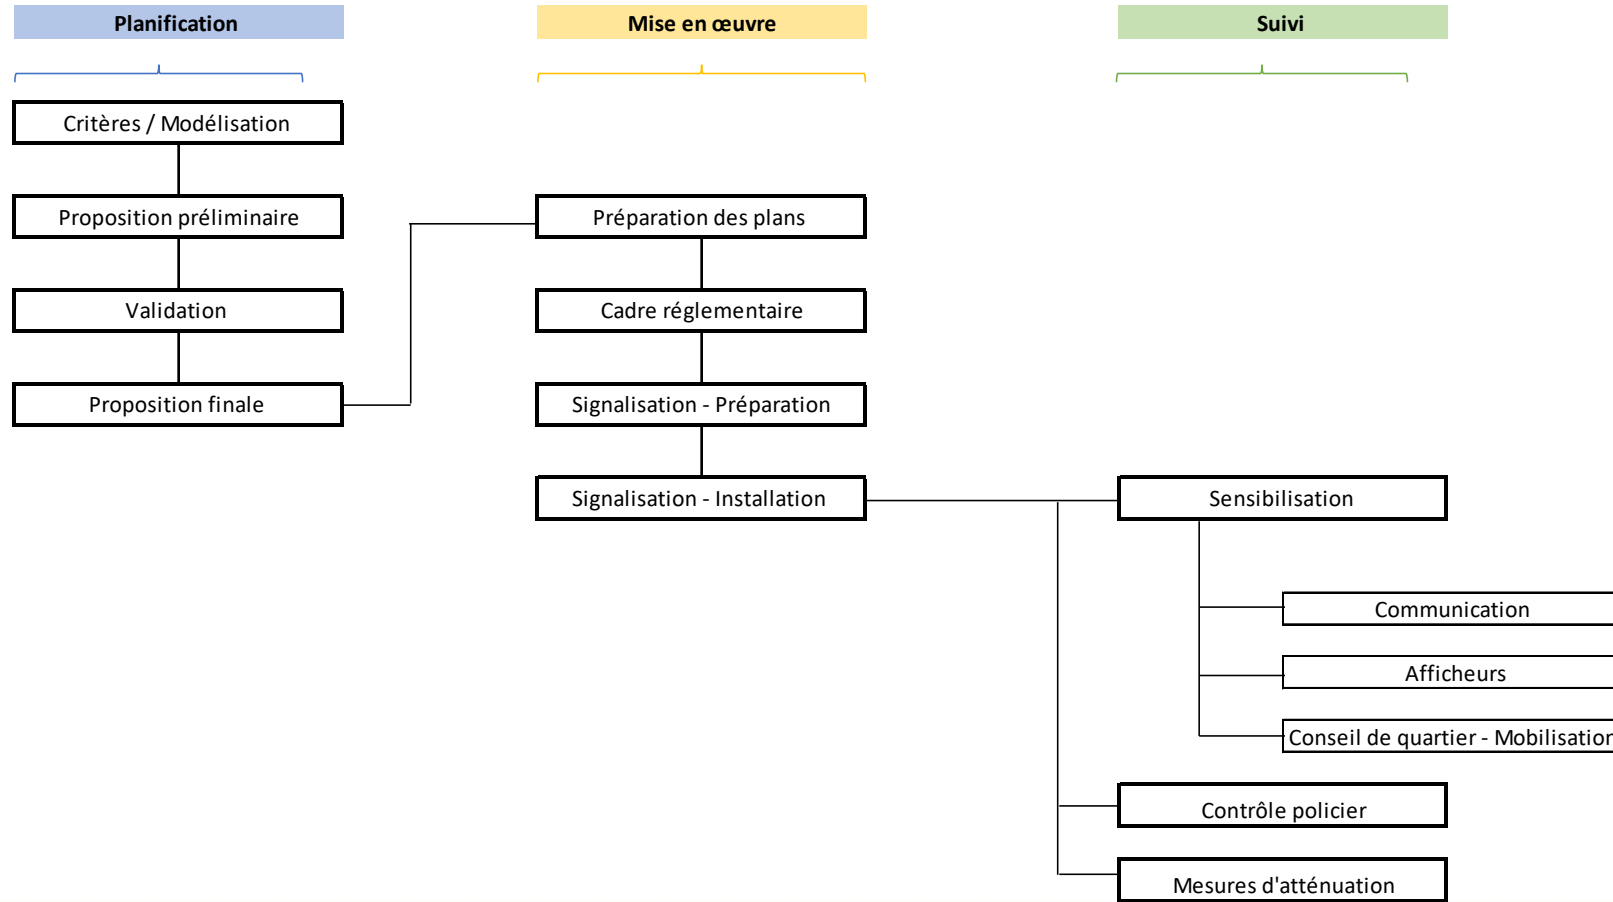 Planification
Mise en œuvre
Suivi
Critères / Modélisation
Proposition préliminaire
Préparation des plans
Validation
Cadre réglementaire
Proposition finale
Signalisation - Préparation
Signalisation - Installation
Sensibilisation
Communication
Afficheurs
Conseil de quartier - Mobilisation
Contrôle policier
Mesures d'atténuation